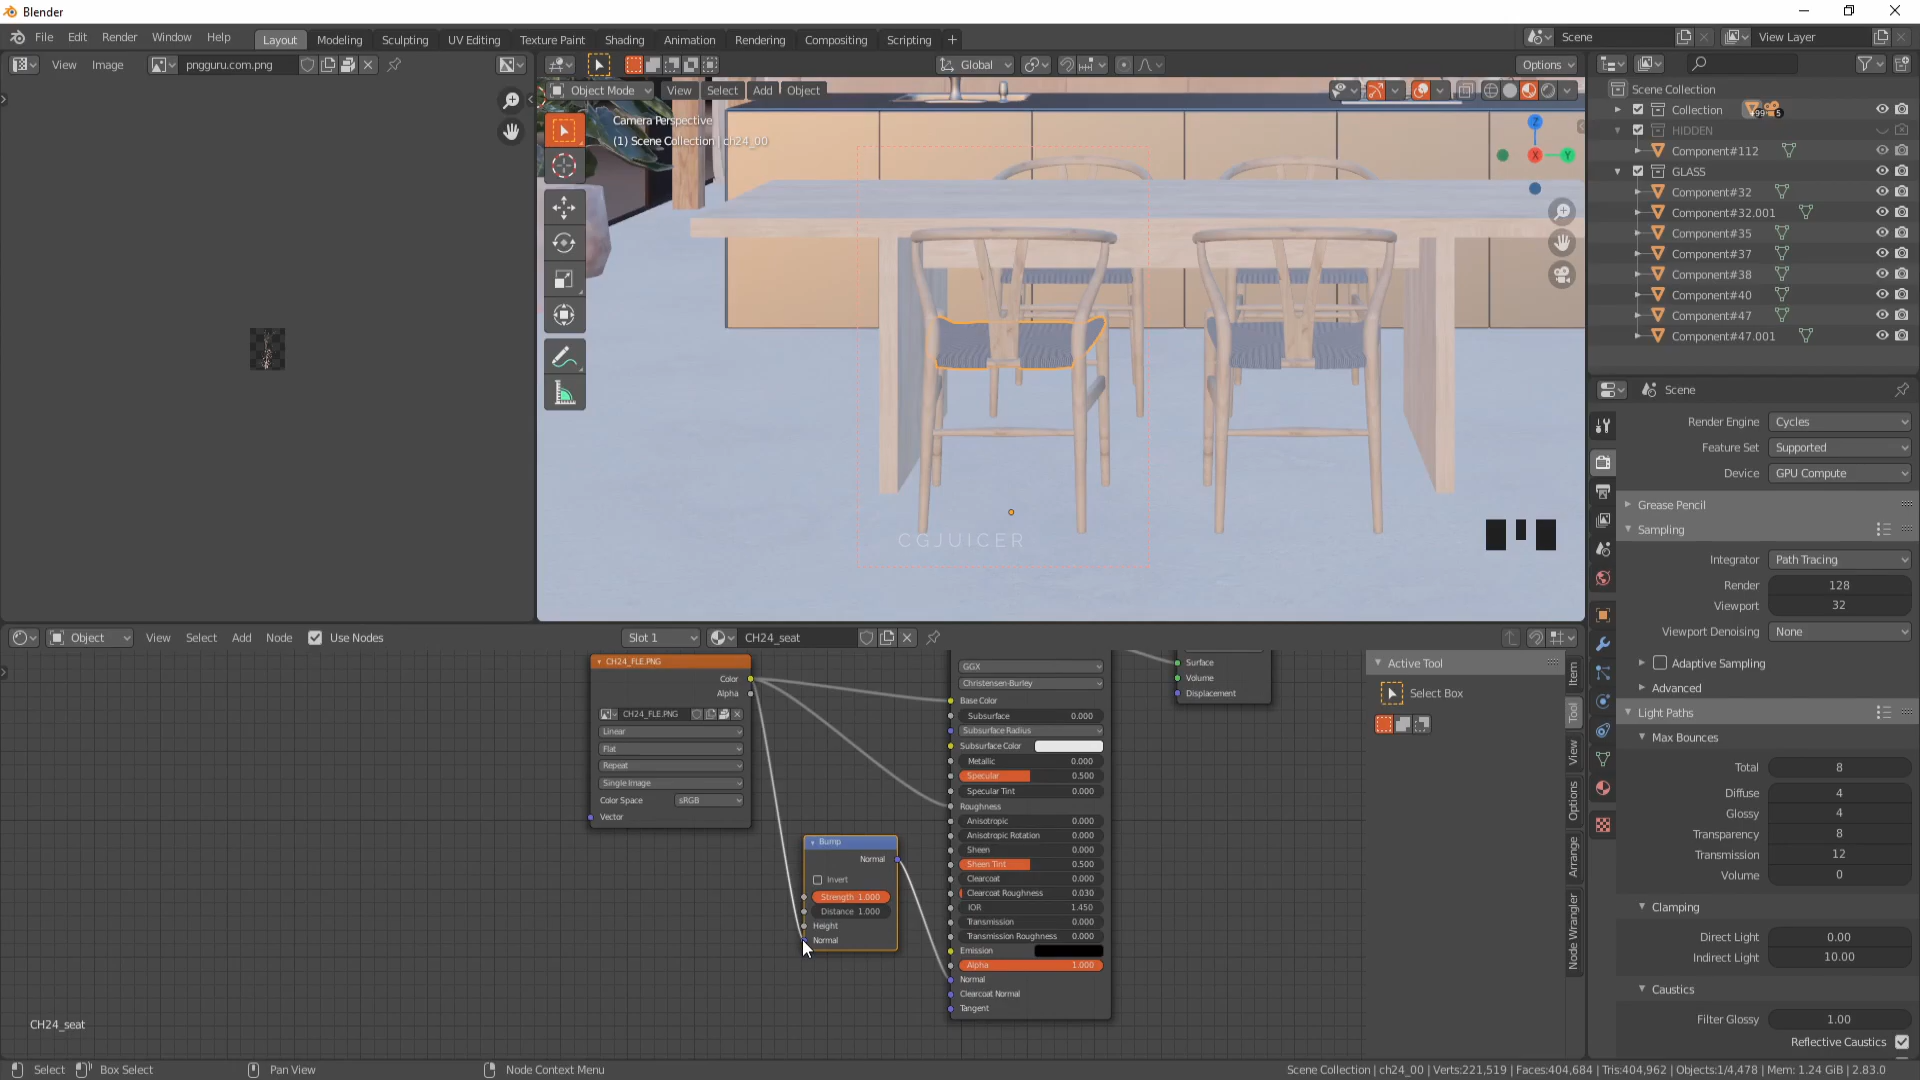 Blender
File Edit Render Window Help
Layout Modeling Sculpting UV Editing Texture Paint Shading Animation Rendering Compositing Scripting +
Scene
View Layer
View Image pngguru.com.png
Global
Options
Object Mode View Select Add Object
Camera Perspective
(1) Scene Collection | ch24_00
Z
X
Y
CGJUICER
Scene Collection
Collection
HIDDEN
Component#112
GLASS
Component#32
Component#32.001
Component#35
Component#37
Component#38
Component#40
Component#47
Component#47.001
Scene
Render Engine Cycles
Feature Set Supported
Device GPU Compute
Grease Pencil
Sampling
Integrator Path Tracing
Render 128
Viewport 32
Viewport Denoising None
Adaptive Sampling
Advanced
Light Paths
Max Bounces
Total 8
Diffuse 4
Glossy 4
Transparency 8
Transmission 12
Volume 0
Clamping
Direct Light 0.00
Indirect Light 10.00
Caustics
Filter Glossy 1.00
Reflective Caustics
Object View Select Add Node Use Nodes Slot 1 CH24_seat
CH24_FLE.PNG
Color
Alpha
CH24_FLE.PNG
Linear
Flat
Repeat
Single Image
Color Space sRGB
Vector
Bump
Normal
Invert
Strength 1.000
Distance 1.000
Height
Normal
GGX
Christensen-Burley
Base Color
Subsurface 0.000
Subsurface Radius
Subsurface Color
Metallic 0.000
Specular 0.500
Specular Tint 0.000
Roughness
Anisotropic 0.000
Anisotropic Rotation 0.000
Sheen 0.000
Sheen Tint 0.500
Clearcoat 0.000
Clearcoat Roughness 0.030
IOR 1.450
Transmission 0.000
Transmission Roughness 0.000
Emission
Alpha 1.000
Normal
Clearcoat Normal
Tangent
Surface
Volume
Displacement
Active Tool
Select Box
Item
Tool
View
Options
Arrange
Node Wrangler
CH24_seat
Select Box Select Pan View Node Context Menu
Scene Collection | ch24_00 | Verts:221,519 | Faces:404,684 | Tris:404,962 | Objects:1/4,478 | Mem: 1.24 GiB | 2.83.0